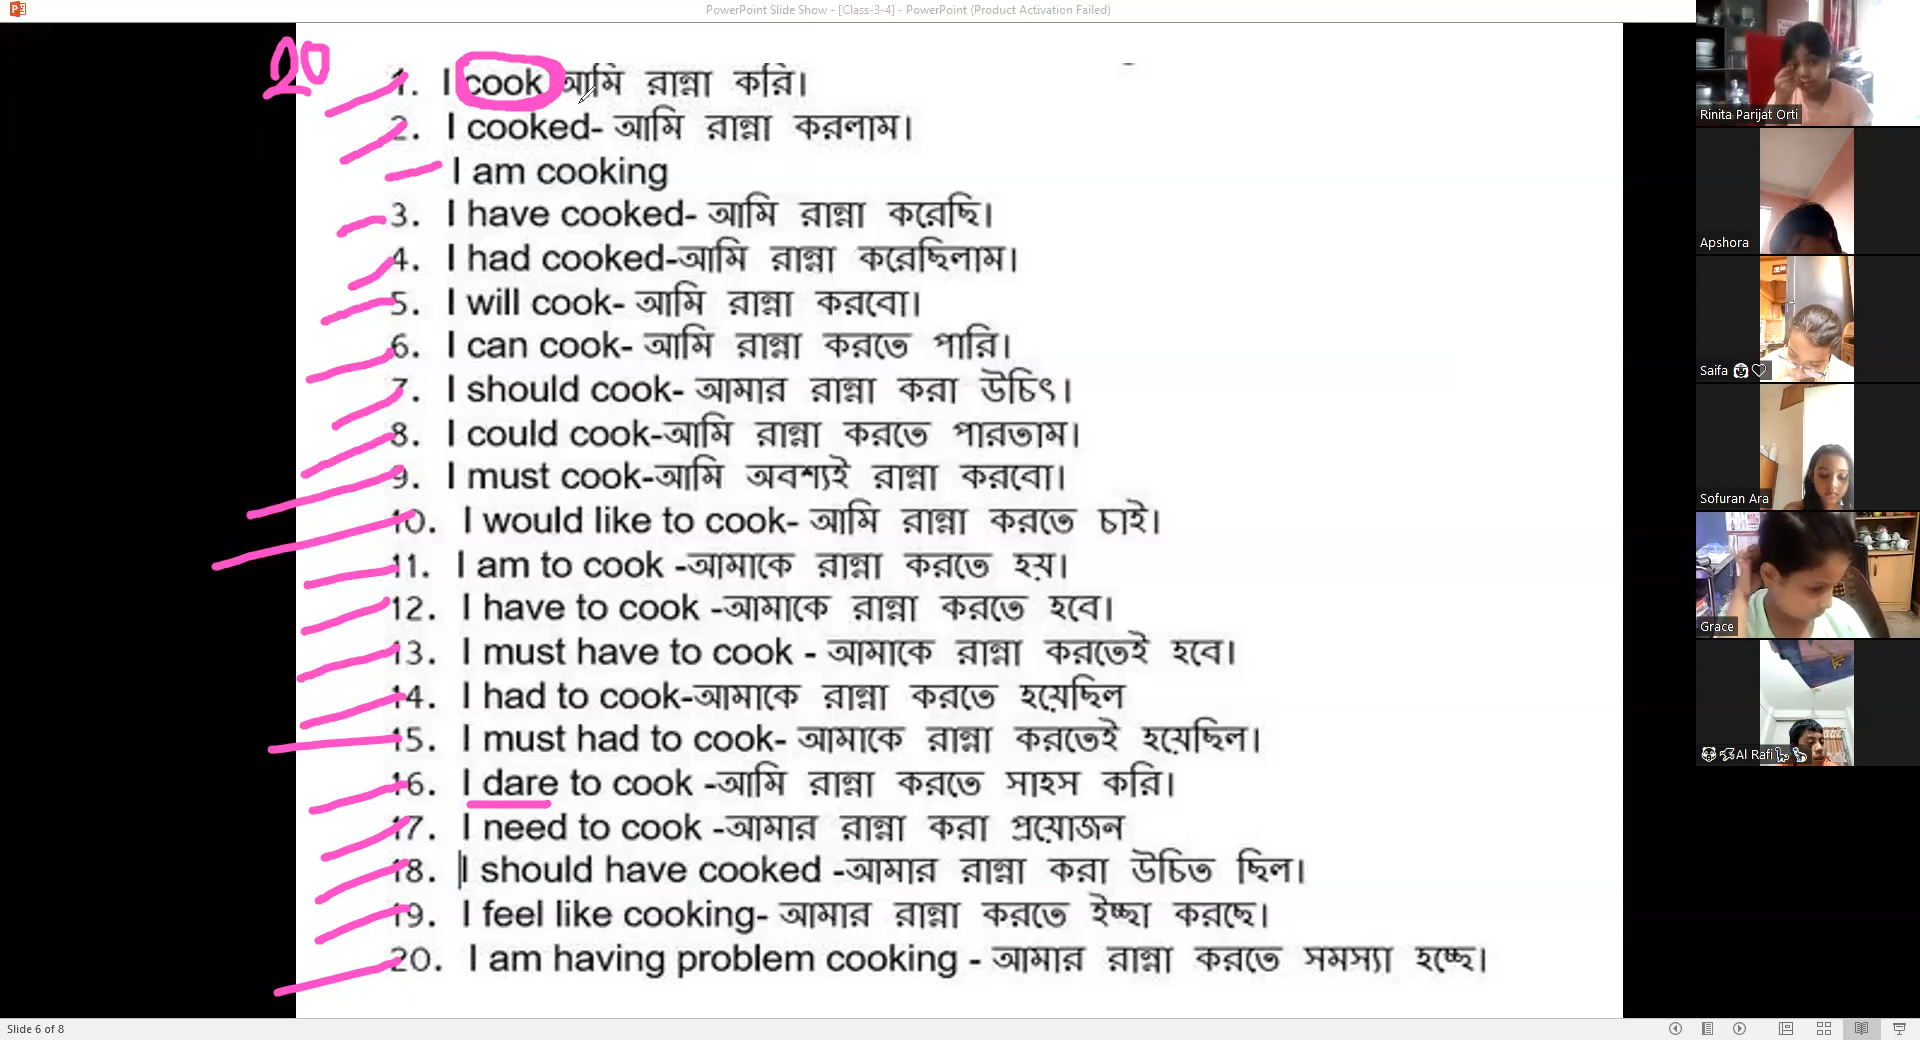 PowerPoint Slide Show - [Class-3-4] - PowerPoint (Product Activation Failed)
20
1. I cook আমি রান্না করি।
2. I cooked- আমি রান্না করলাম।
I am cooking
3. I have cooked- আমি রান্না করেছি।
4. I had cooked-আমি রান্না করেছিলাম।
5. I will cook- আমি রান্না করবো।
6. I can cook- আমি রান্না করতে পারি।
7. I should cook- আমার রান্না করা উচিৎ।
8. I could cook-আমি রান্না করতে পারতাম।
9. I must cook-আমি অবশ্যই রান্না করবো।
10. I would like to cook- আমি রান্না করতে চাই।
11. I am to cook -আমাকে রান্না করতে হয়।
12. I have to cook -আমাকে রান্না করতে হবে।
13. I must have to cook - আমাকে রান্না করতেই হবে।
14. I had to cook-আমাকে রান্না করতে হয়েছিল
15. I must had to cook- আমাকে রান্না করতেই হয়েছিল।
16. I dare to cook -আমি রান্না করতে সাহস করি।
17. I need to cook -আমার রান্না করা প্রয়োজন
18. I should have cooked -আমার রান্না করা উচিত ছিল।
19. I feel like cooking- আমার রান্না করতে ইচ্ছা করছে।
20. I am having problem cooking - আমার রান্না করতে সমস্যা হচ্ছে।
Rinita Parijat Orti
Apshora
Saifa
Sofuran Ara
Grace
Al Rafi
Slide 6 of 8